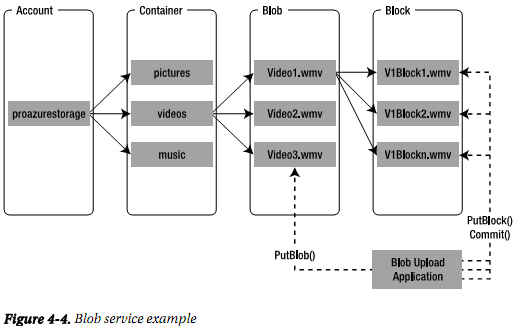 Account
Container
Blob
Block
pictures
Video1.wmv
V1Block1.wmv
proazurestorage
videos
Video2.wmv
V1Block2.wmv
music
Video3.wmv
V1Blockn.wmv
PutBlock()
Commit()
PutBlob()
Blob Upload
Application
Figure 4-4. Blob service example